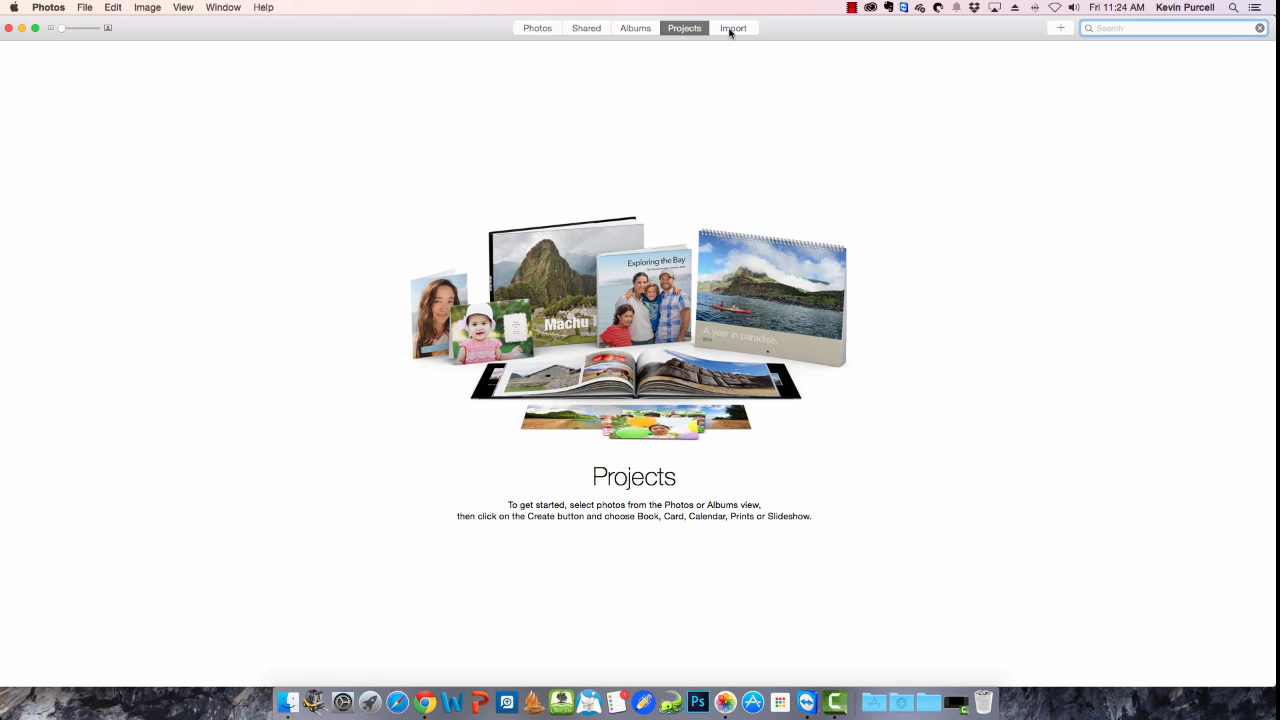 Photos File Edit Image View Window Help Fri 11:24 AM Kevin Purcell
Photos Shared Albums Projects Import Search
Exploring the Bay
Machu
A year in paradise.
Projects
To get started, select photos from the Photos or Albums view,
then click on the Create button and choose Book, Card, Calendar, Prints or Slideshow.
Ps